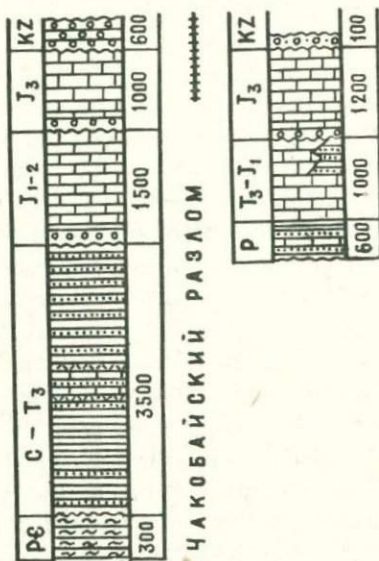 KZ
600
J₃
1000
J₁₋₂
1500
C – T₃
3500
PЄ
300
ЧАКОБАЙСКИЙ РАЗЛОМ
KZ
100
J₃
1200
T₃–J₁
1000
P
600